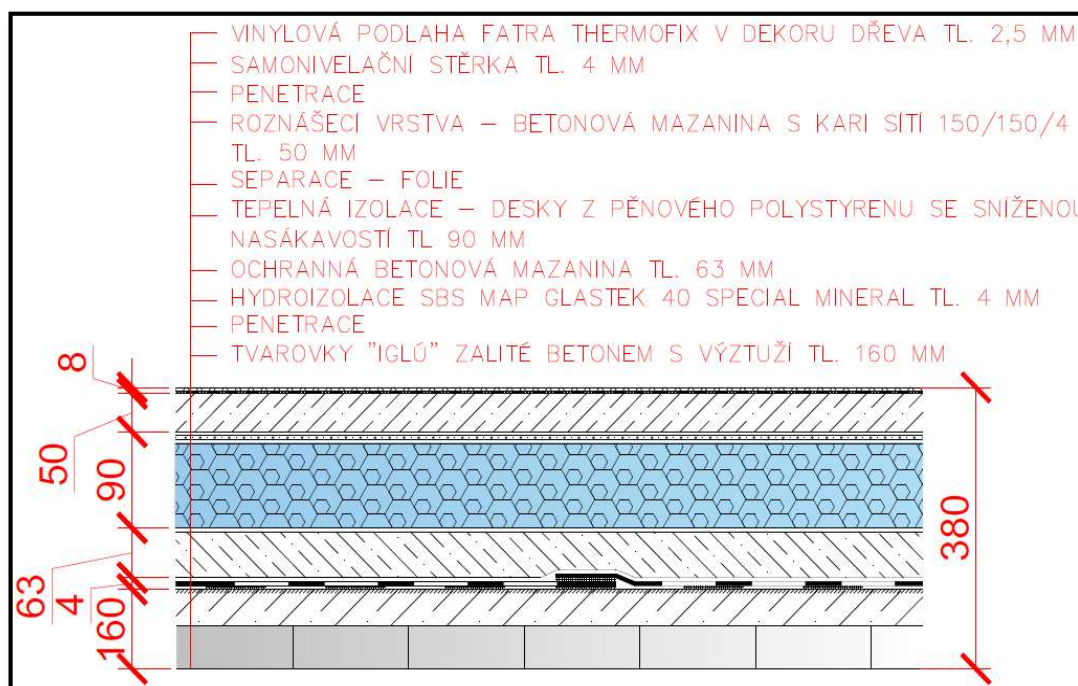 VINYLOVÁ PODLAHA FATRA THERMOFIX V DEKORU DŘEVA TL. 2,5 MM
SAMONIVELAČNÍ STĚRKA TL. 4 MM
PENETRACE
ROZNÁŠECÍ VRSTVA – BETONOVÁ MAZANINA S KARI SÍTÍ 150/150/4
TL. 50 MM
SEPARACE – FOLIE
TEPELNÁ IZOLACE – DESKY Z PĚNOVÉHO POLYSTYRENU SE SNÍŽENOU
NASÁKAVOSTÍ TL 90 MM
OCHRANNÁ BETONOVÁ MAZANINA TL. 63 MM
HYDROIZOLACE SBS MAP GLASTEK 40 SPECIAL MINERAL TL. 4 MM
PENETRACE
TVAROVKY "IGLÚ" ZALITÉ BETONEM S VÝZTUŽÍ TL. 160 MM
8
50
90
63
4
160
380